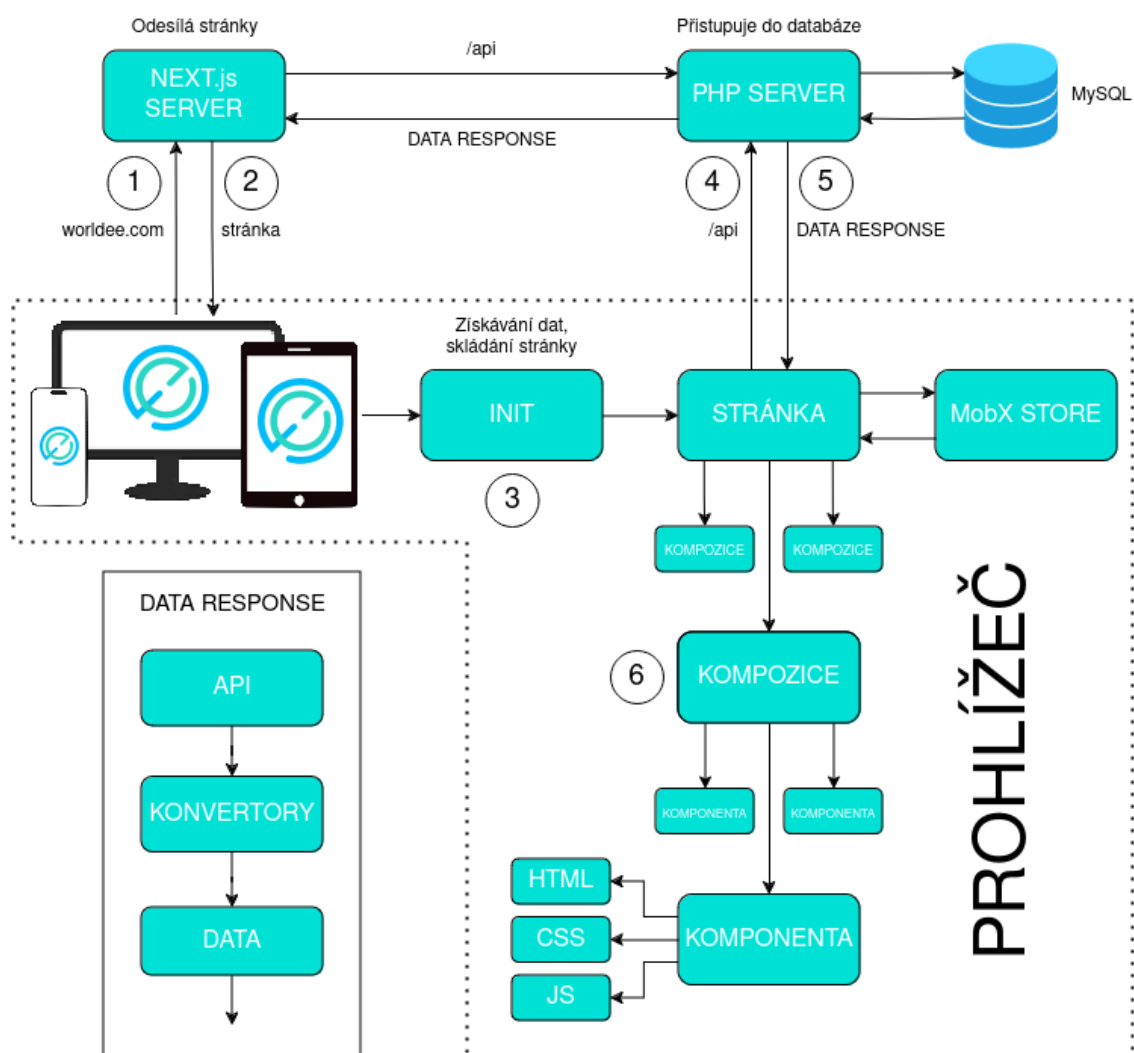 Odesílá stránky
Přistupuje do databáze
/api
NEXT.js
SERVER
PHP SERVER
MySQL
DATA RESPONSE
1
2
4
5
worldee.com
stránka
/api
DATA RESPONSE
Získávání dat,
skládání stránky
INIT
STRÁNKA
MobX STORE
3
KOMPOZICE
KOMPOZICE
PROHLÍŽEČ
DATA RESPONSE
API
KONVERTORY
DATA
6
KOMPOZICE
KOMPONENTA
KOMPONENTA
HTML
CSS
JS
KOMPONENTA